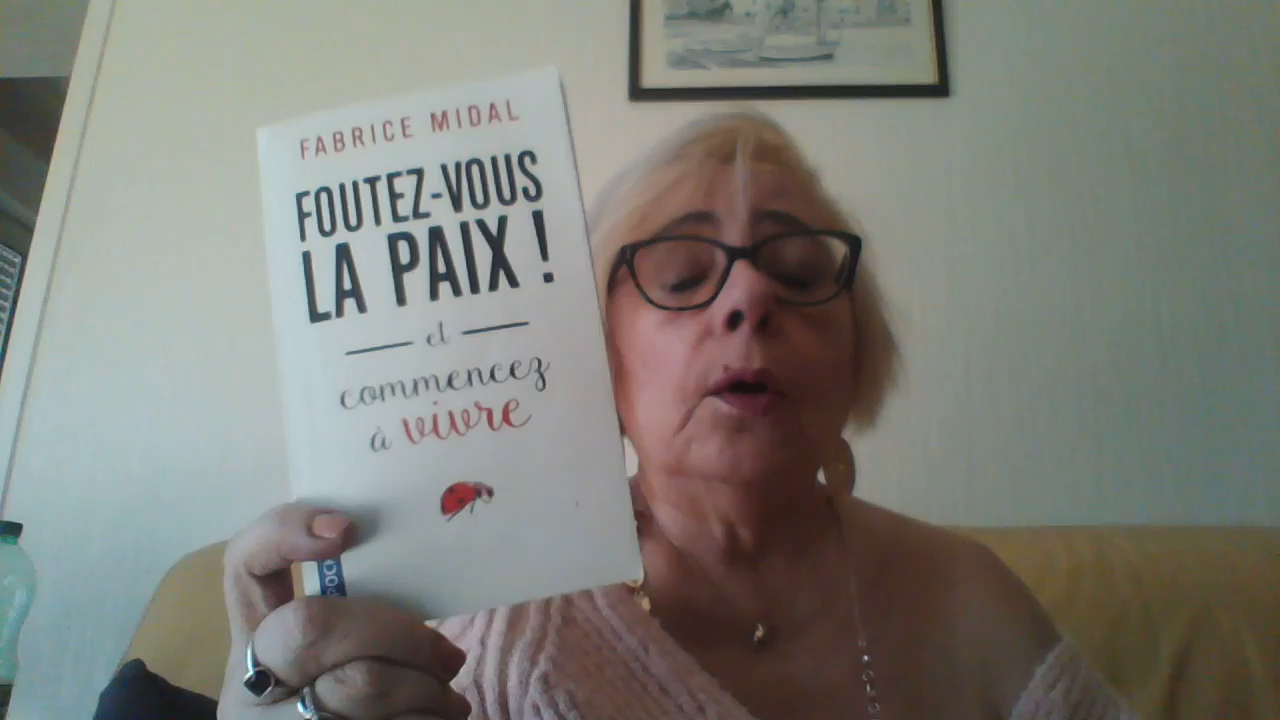 FABRICE MIDAL
FOUTEZ-VOUS
LA PAIX !
et
commencez
à vivre